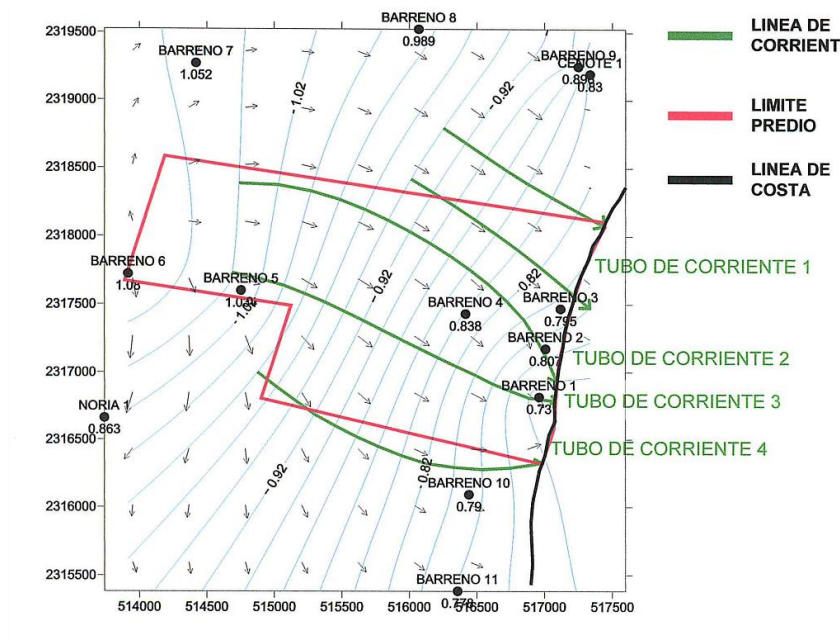 BARRENO 8
0.989
2319500
BARRENO 7
1.052
BARRENO 9
CENOTE 1
0.83
2319000
- 1.02
- 0.92
2318500
2318000
BARRENO 6
1.08
BARRENO 5
- 0.92
0.82
BARRENO 4
0.838
BARRENO 3
0.795
2317500
BARRENO 2
0.807
2317000
BARRENO 1
0.73
NORIA 1
0.863
2316500
- 0.92
- 0.82
BARRENO 10
0.79.
2316000
2315500
BARRENO 11
514000 514500 515000 515500 516000 516500 517000 517500
TUBO DE CORRIENTE 1
TUBO DE CORRIENTE 2
TUBO DE CORRIENTE 3
TUBO DE CORRIENTE 4
LINEA DE
CORRIENT
LIMITE
PREDIO
LINEA DE
COSTA